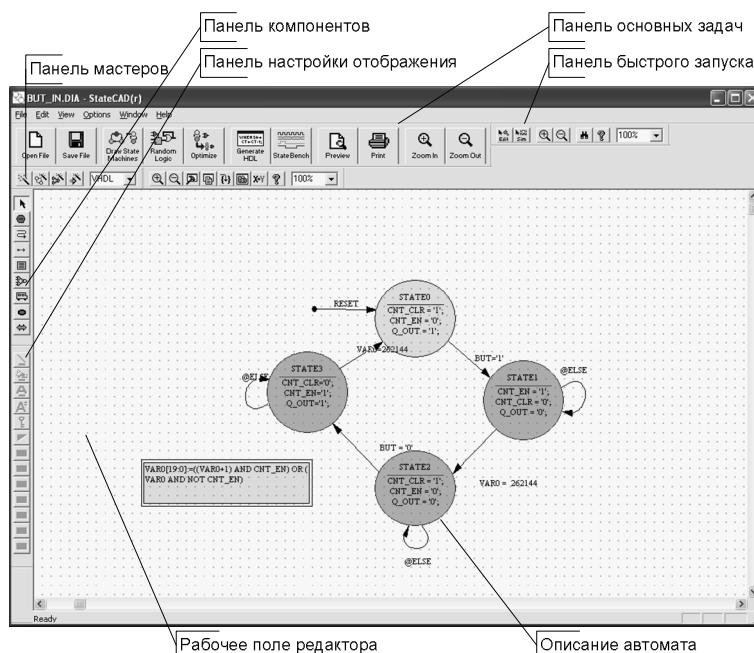 Панель компонентов
Панель основных задач
Панель мастеров
Панель настройки отображения
Панель быстрого запуска
BUT_IN.DIA - StateCAD(r)
File Edit View Options Window Help
Open File
Save File
Draw State Machines
Random Logic
Optimize
Generate HDL
StateBench
Preview
Print
Zoom In
Zoom Out
100%
VHDL
100%
RESET
STATE0
CNT_CLR = '1';
CNT_EN = '0';
Q_OUT = '1';
VAR0=262144
BUT='1'
STATE3
CNT_CLR='0';
CNT_EN='1';
Q_OUT='1';
@ELSE
STATE1
CNT_EN = '1';
CNT_CLR = '0';
Q_OUT = '0';
@ELSE
BUT = '0'
VAR0[19:0]:=((VAR0+1) AND CNT_EN) OR (
VAR0 AND NOT CNT_EN)
STATE2
CNT_CLR = '1';
CNT_EN = '0';
Q_OUT = '0';
VAR0 = 262144
@ELSE
Ready
Рабочее поле редактора
Описание автомата